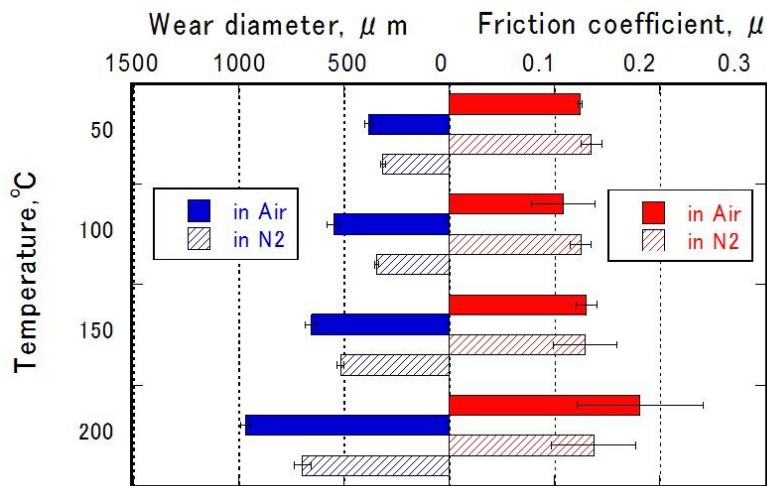 Wear diameter, μ m
Friction coefficient, μ
1500 1000 500 0 0.1 0.2 0.3
Temperature,°C
50
100
150
200
in Air
in N2
in Air
in N2